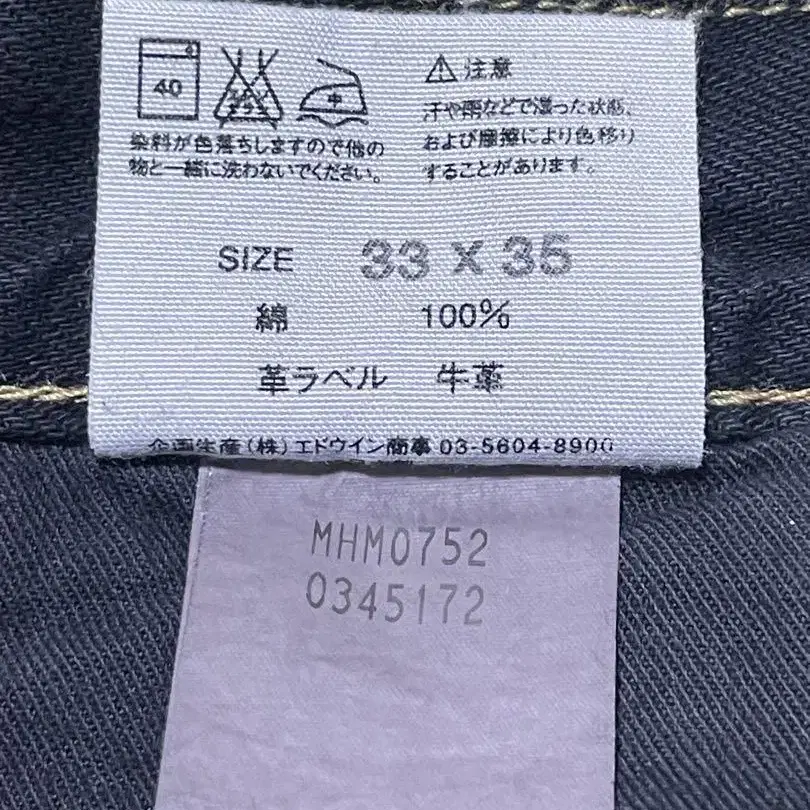 40
中
染料が色落ちしますので他の
物と一緒に洗わないでください。
注意
汗や雨などで湿った状態、
および摩擦により色移り
することがあります。
SIZE 33 X 35
綿 100%
革ラベル 牛革
企画生産(株)エドウイン商事 03-5604-8900
MHM0752
0345172